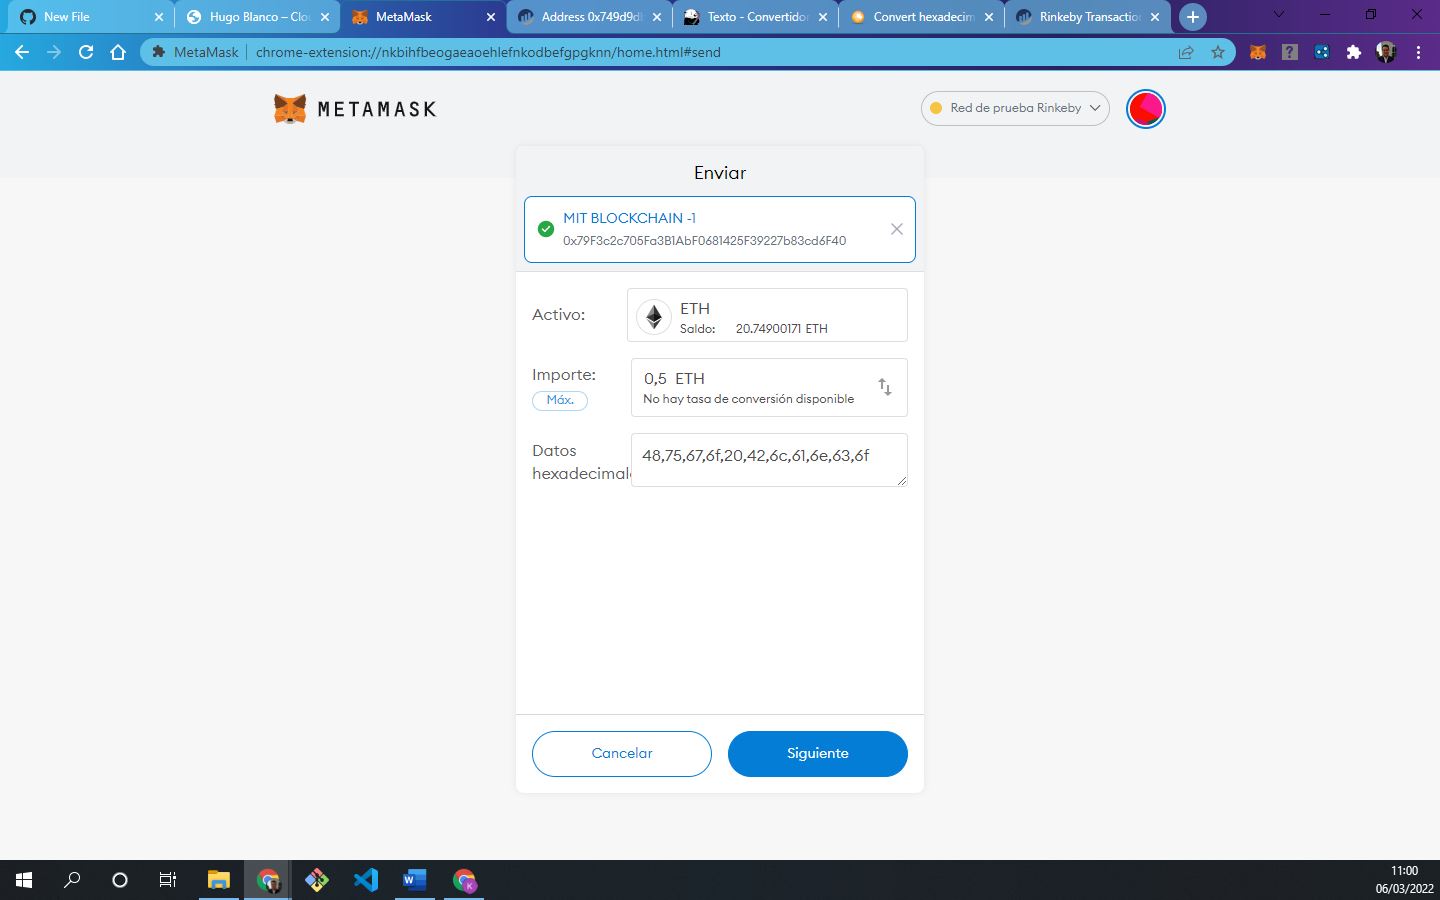 New File
Hugo Blanco – Clou
MetaMask
Address 0x749d9d
Texto - Convertidor
Convert hexadecim
Rinkeby Transactio
MetaMask
chrome-extension://nkbihfbeogaeaoehlefnkodbefgpgknn/home.html#send
METAMASK
Red de prueba Rinkeby
Enviar
MIT BLOCKCHAIN -1
0x79F3c2c705Fa3B1AbF0681425F39227b83cd6F40
Activo:
ETH
Saldo: 20.74900171 ETH
Importe:
Máx.
0,5 ETH
No hay tasa de conversión disponible
Datos
hexadecimal
48,75,67,6f,20,42,6c,61,6e,63,6f
Cancelar
Siguiente
11:00
06/03/2022